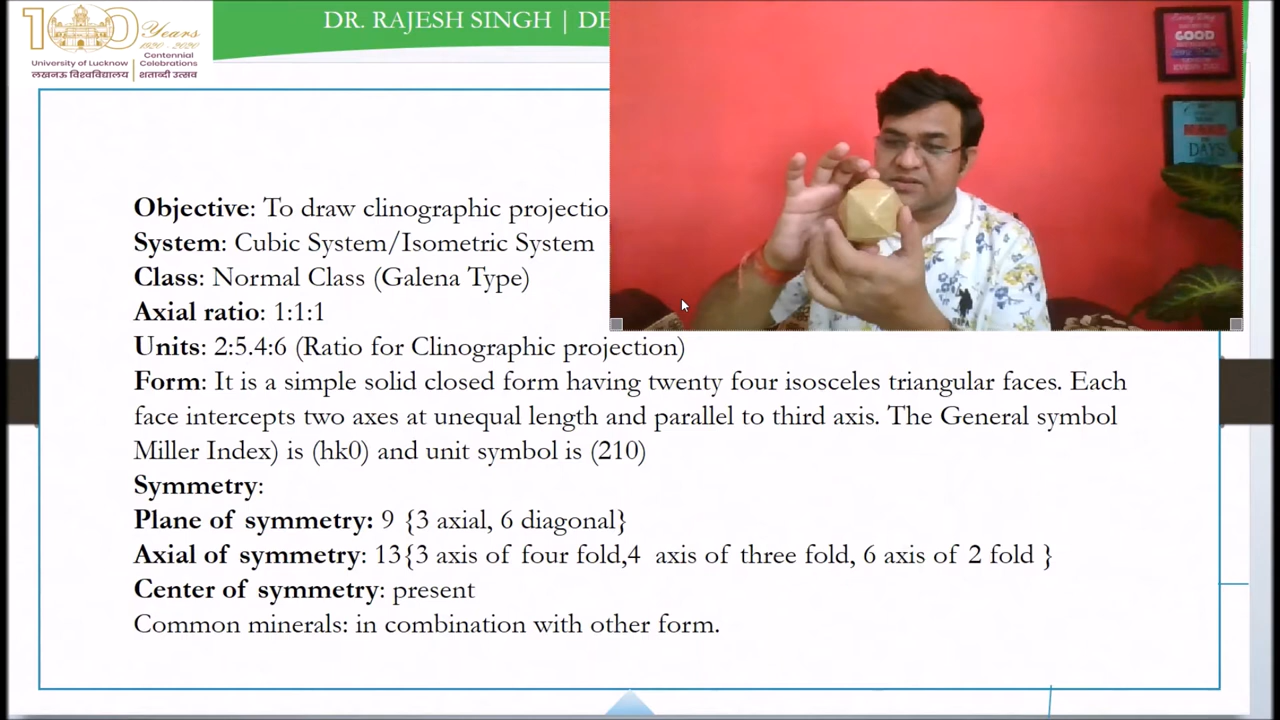 100 Years
1920-2020
University of Lucknow
Centennial
Celebrations
लखनऊ विश्वविद्यालय
शताब्दी उत्सव
DR. RAJESH SINGH | DE
GOOD
MAKE
DAYS
Objective: To draw clinographic projectio
System: Cubic System/Isometric System
Class: Normal Class (Galena Type)
Axial ratio: 1:1:1
Units: 2:5.4:6 (Ratio for Clinographic projection)
Form: It is a simple solid closed form having twenty four isosceles triangular faces. Each
face intercepts two axes at unequal length and parallel to third axis. The General symbol
Miller Index) is (hk0) and unit symbol is (210)
Symmetry:
Plane of symmetry: 9 {3 axial, 6 diagonal}
Axial of symmetry: 13{3 axis of four fold,4 axis of three fold, 6 axis of 2 fold }
Center of symmetry: present
Common minerals: in combination with other form.